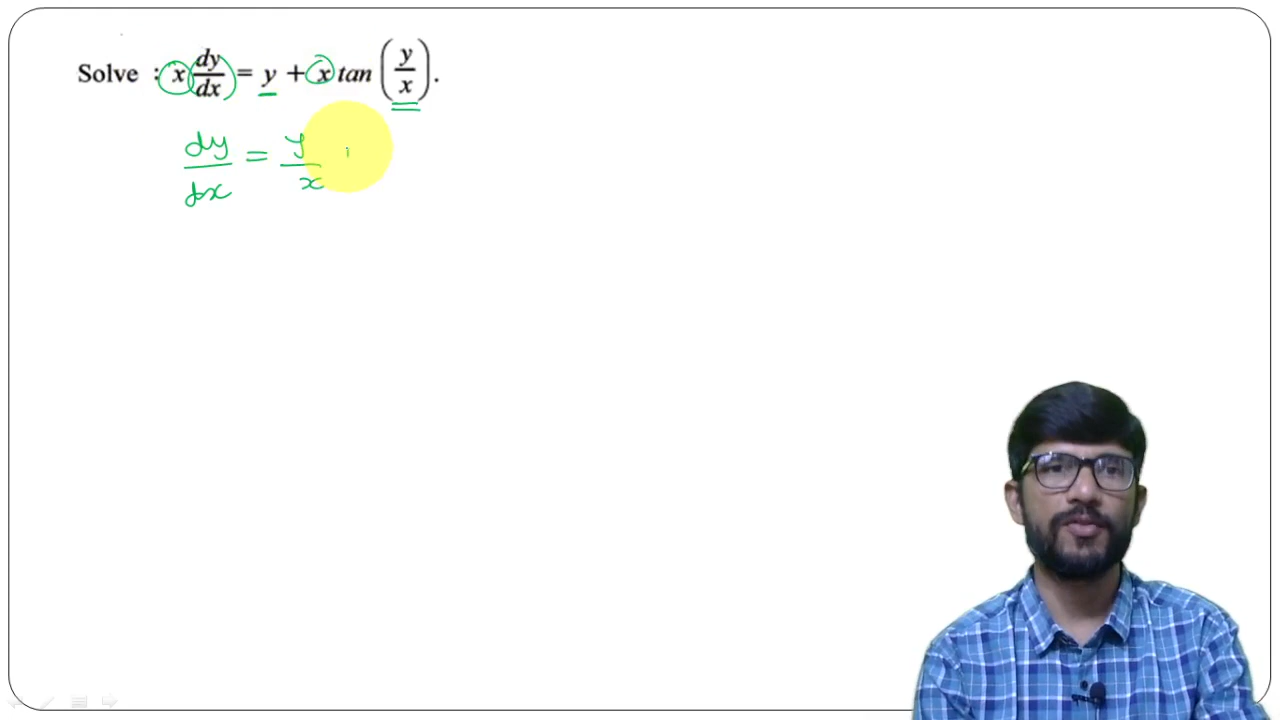 Solve : x dy/dx = y + x tan (y/x).
dy/dx = y/x